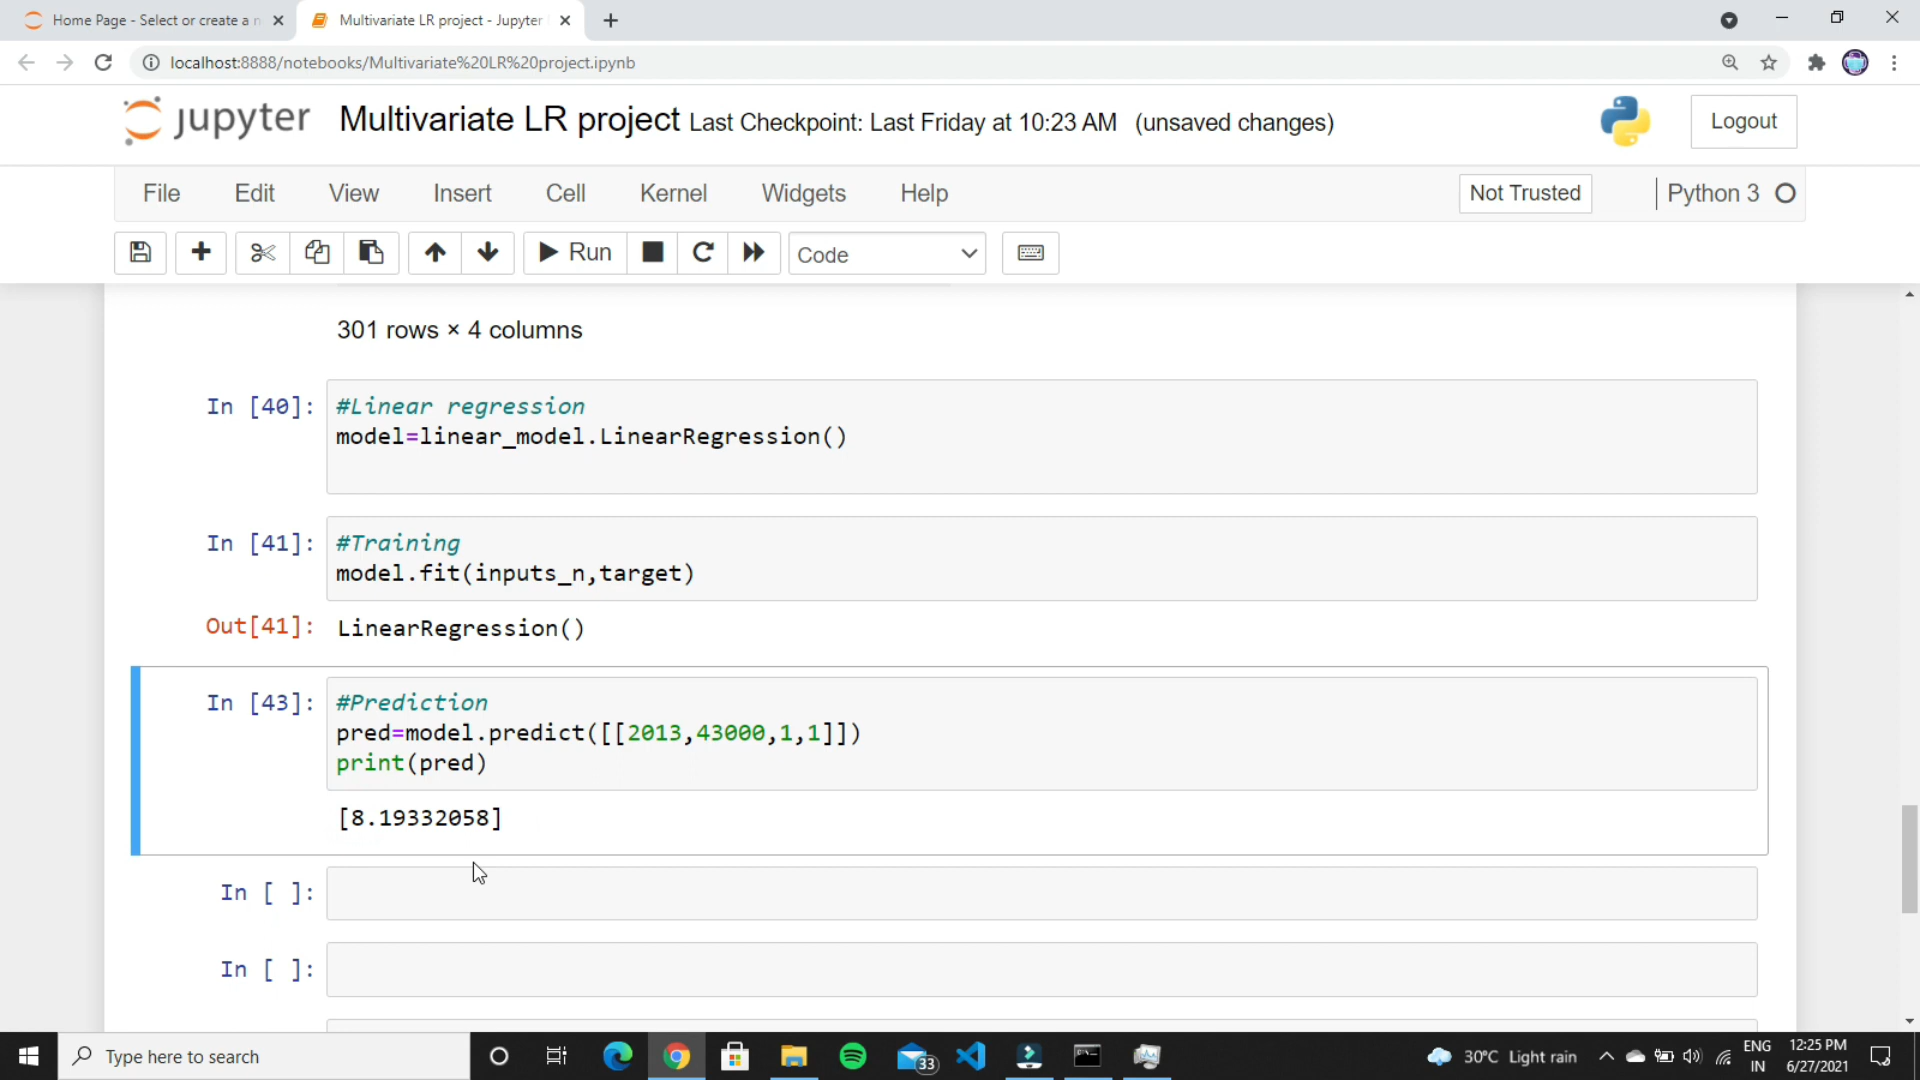 Home Page - Select or create a n
Multivariate LR project - Jupyter
localhost:8888/notebooks/Multivariate%20LR%20project.ipynb
jupyter Multivariate LR project Last Checkpoint: Last Friday at 10:23 AM (unsaved changes)
Logout
File Edit View Insert Cell Kernel Widgets Help
Not Trusted
Python 3
Run
Code
301 rows × 4 columns
In [40]: #Linear regression
model=linear_model.LinearRegression()
In [41]: #Training
model.fit(inputs_n,target)
Out[41]: LinearRegression()
In [43]: #Prediction
pred=model.predict([[2013,43000,1,1]])
print(pred)
[8.19332058]
In [ ]:
In [ ]:
Type here to search
33
30°C Light rain
ENG
IN
12:25 PM
6/27/2021